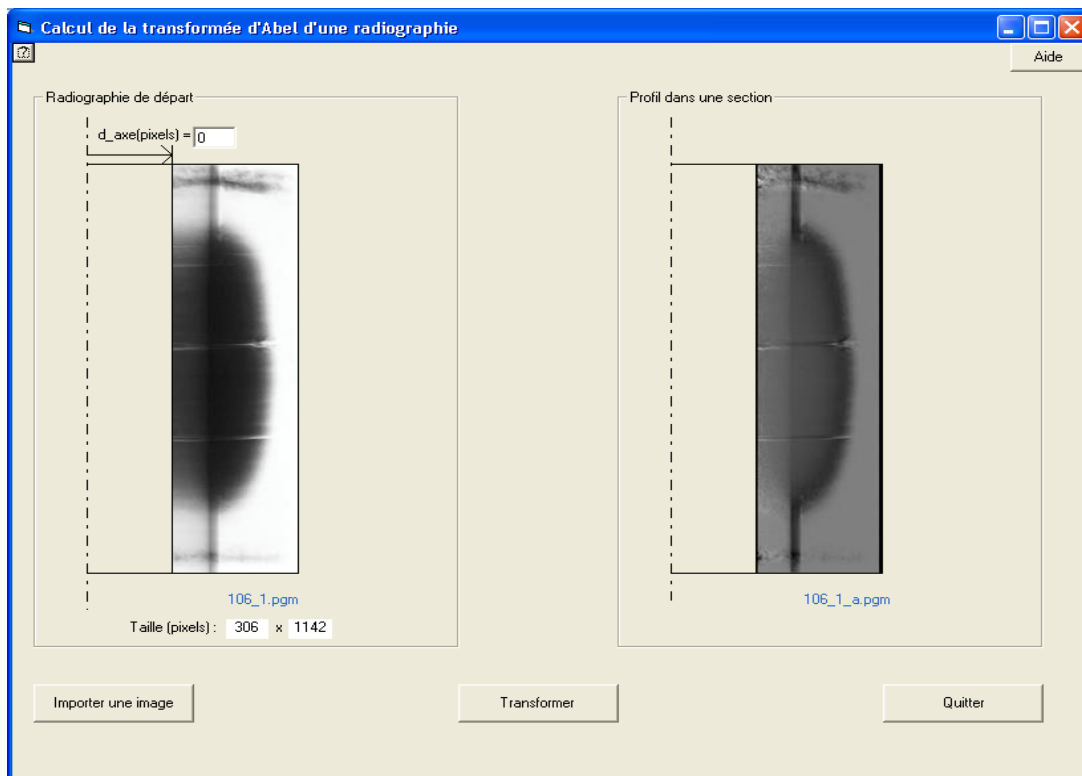 Calcul de la transformée d'Abel d'une radiographie
Aide
Radiographie de départ
d_axe(pixels) = 0
106_1.pgm
Taille (pixels) : 306 x 1142
Profil dans une section
106_1_a.pgm
Importer une image
Transformer
Quitter